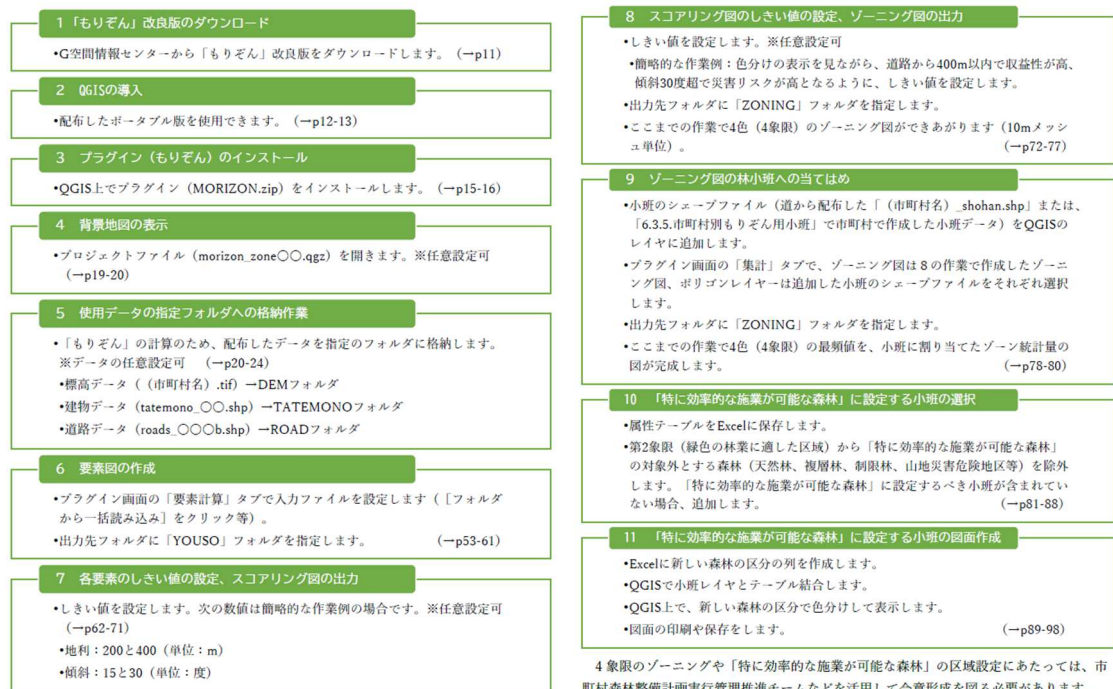 1「もりぞん」改良版のダウンロード
•G空間情報センターから「もりぞん」改良版をダウンロードします。（→p11）
2 QGISの導入
•配布したポータブル版を使用できます。（→p12-13）
3 プラグイン（もりぞん）のインストール
•QGIS上でプラグイン（MORIZON.zip）をインストールします。（→p15-16）
4 背景地図の表示
•プロジェクトファイル（morizon_zone〇〇.qgz）を開きます。※任意設定可
（→p19-20）
5 使用データの指定フォルダへの格納作業
•「もりぞん」の計算のため、配布したデータを指定のフォルダに格納します。
※データの任意設定可 （→p20-24）
•標高データ（（市町村名）.tif）→DEMフォルダ
•建物データ（tatemono_〇〇.shp）→TATEMONOフォルダ
•道路データ（roads_〇〇〇b.shp）→ROADフォルダ
6 要素図の作成
•プラグイン画面の「要素計算」タブで入力ファイルを設定します（［フォルダ
から一括読み込み］をクリック等）。
•出力先フォルダに「YOUSO」フォルダを指定します。 （→p53-61）
7 各要素のしきい値の設定、スコアリング図の出力
•しきい値を設定します。次の数値は簡略的な作業例の場合です。※任意設定可
（→p62-71）
•地利：200と400（単位：m）
•傾斜：15と30（単位：度）
8 スコアリング図のしきい値の設定、ゾーニング図の出力
•しきい値を設定します。※任意設定可
•簡略的な作業例：色分けの表示を見ながら、道路から400m以内で収益性が高、
傾斜30度超で災害リスクが高となるように、しきい値を設定します。
•出力先フォルダに「ZONING」フォルダを指定します。
•ここまでの作業で4色（4象限）のゾーニング図ができあがります（10mメッシ
ュ単位）。 （→p72-77）
9 ゾーニング図の林小班への当てはめ
•小班のシェープファイル（道から配布した「（市町村名）_shohan.shp」または、
「6.3.5.市町村別もりぞん用小班」で市町村で作成した小班データ）をQGISの
レイヤに追加します。
•プラグイン画面の「集計」タブで、ゾーニング図は８の作業で作成したゾーニ
ング図、ポリゴンレイヤーは追加した小班のシェープファイルをそれぞれ選択
します。
•出力先フォルダに「ZONING」フォルダを指定します。
•ここまでの作業で4色（4象限）の最頻値を、小班に割り当てたゾーン統計量の
図が完成します。 （→p78-80）
10 「特に効率的な施業が可能な森林」に設定する小班の選択
•属性テーブルをExcelに保存します。
•第2象限（緑色の林業に適した区域）から「特に効率的な施業が可能な森林」
の対象外とする森林（天然林、複層林、制限林、山地災害危険地区等）を除外
します。「特に効率的な施業が可能な森林」に設定するべき小班が含まれてい
ない場合、追加します。 （→p81-88）
11 「特に効率的な施業が可能な森林」に設定する小班の図面作成
•Excelに新しい森林の区分の列を作成します。
•QGISで小班レイヤとテーブル結合します。
•QGIS上で、新しい森林の区分で色分けして表示します。
•図面の印刷や保存をします。 （→p89-98）
４象限のゾーニングや「特に効率的な施業が可能な森林」の区域設定にあたっては、市
町村森林整備計画実行管理推進チームなどを活用して合意形成を図る必要があります。